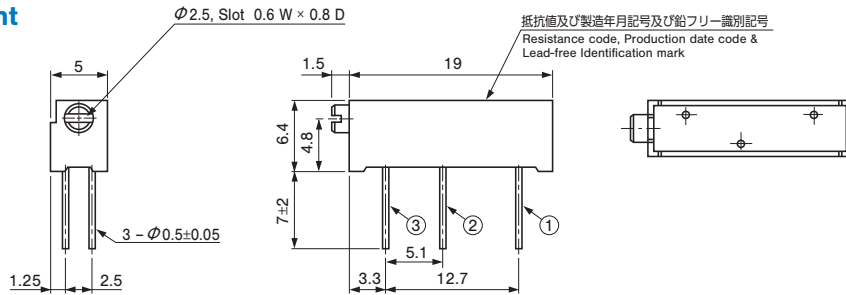 nt
Φ2.5, Slot 0.6 W × 0.8 D
抵抗値及び製造年月記号及び鉛フリー識別記号
Resistance code, Production date code &
Lead-free Identification mark
5
1.5
19
6.4
4.8
7±2
3 – Φ0.5±0.05
③
②
①
5.1
1.25
2.5
3.3
12.7